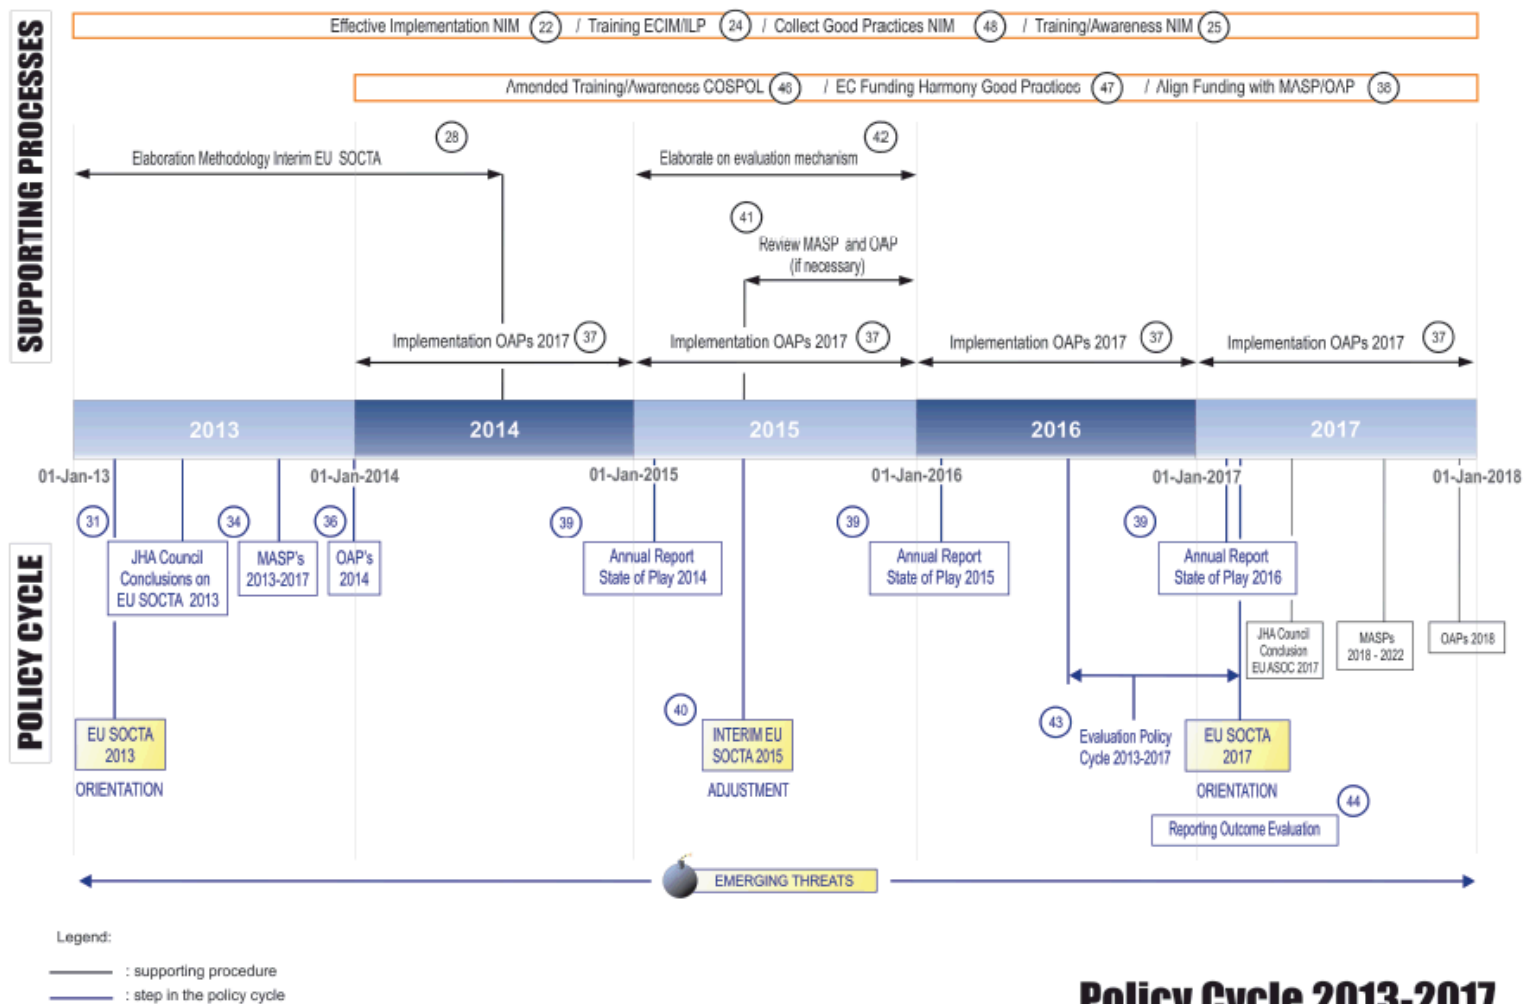 SUPPORTING PROCESSES
Effective Implementation NIM 22 / Training ECIM/ILP 24 / Collect Good Practices NIM 48 / Training/Awareness NIM 25
Amended Training/Awareness COSPOL 46 / EC Funding Harmony Good Practices 47 / Align Funding with MASP/OAP 38
28
Elaboration Methodology Interim EU SOCTA
42
Elaborate on evaluation mechanism
41
Review MASP and OAP
(if necessary)
Implementation OAPs 2017 37
Implementation OAPs 2017 37
Implementation OAPs 2017 37
Implementation OAPs 2017 37
2013
2014
2015
2016
2017
01-Jan-13
01-Jan-2014
01-Jan-2015
01-Jan-2016
01-Jan-2017
01-Jan-2018
POLICY CYCLE
31
JHA Council
Conclusions on
EU SOCTA 2013
34
MASP's
2013-2017
36
OAP's
2014
39
Annual Report
State of Play 2014
39
Annual Report
State of Play 2015
39
Annual Report
State of Play 2016
JHA Council
Conclusion
EU ASOC 2017
MASPs
2018 - 2022
OAPs 2018
EU SOCTA
2013
ORIENTATION
40
INTERIM EU
SOCTA 2015
ADJUSTMENT
43
Evaluation Policy
Cycle 2013-2017
EU SOCTA
2017
ORIENTATION
44
Reporting Outcome Evaluation
EMERGING THREATS
Legend:
: supporting procedure
: step in the policy cycle
Policy Cycle 2013-2017